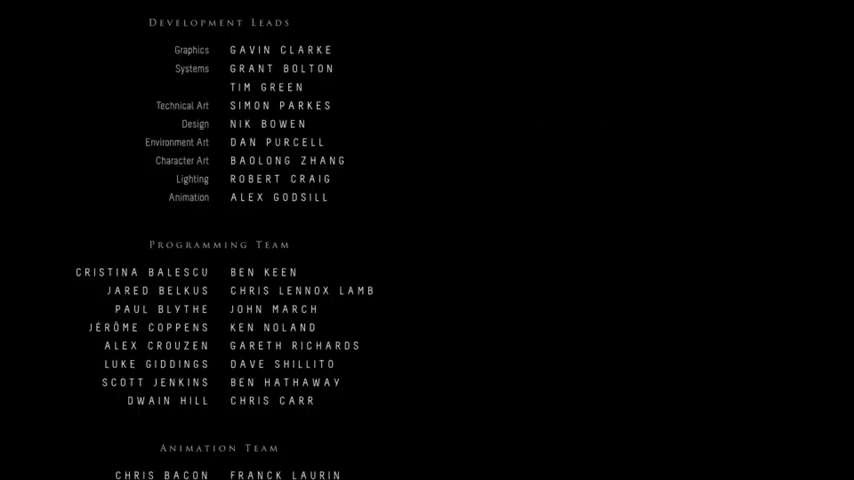 DEVELOPMENT LEADS
Graphics GAVIN CLARKE
Systems GRANT BOLTON
TIM GREEN
Technical Art SIMON PARKES
Design NIK BOWEN
Environment Art DAN PURCELL
Character Art BAOLONG ZHANG
Lighting ROBERT CRAIG
Animation ALEX GODSILL
PROGRAMMING TEAM
CRISTINA BALESCU BEN KEEN
JARED BELKUS CHRIS LENNOX LAMB
PAUL BLYTHE JOHN MARCH
JÉRÔME COPPENS KEN NOLAND
ALEX CROUZEN GARETH RICHARDS
LUKE GIDDINGS DAVE SHILLITO
SCOTT JENKINS BEN HATHAWAY
DWAIN HILL CHRIS CARR
ANIMATION TEAM
CHRIS BACON FRANCK LAURIN